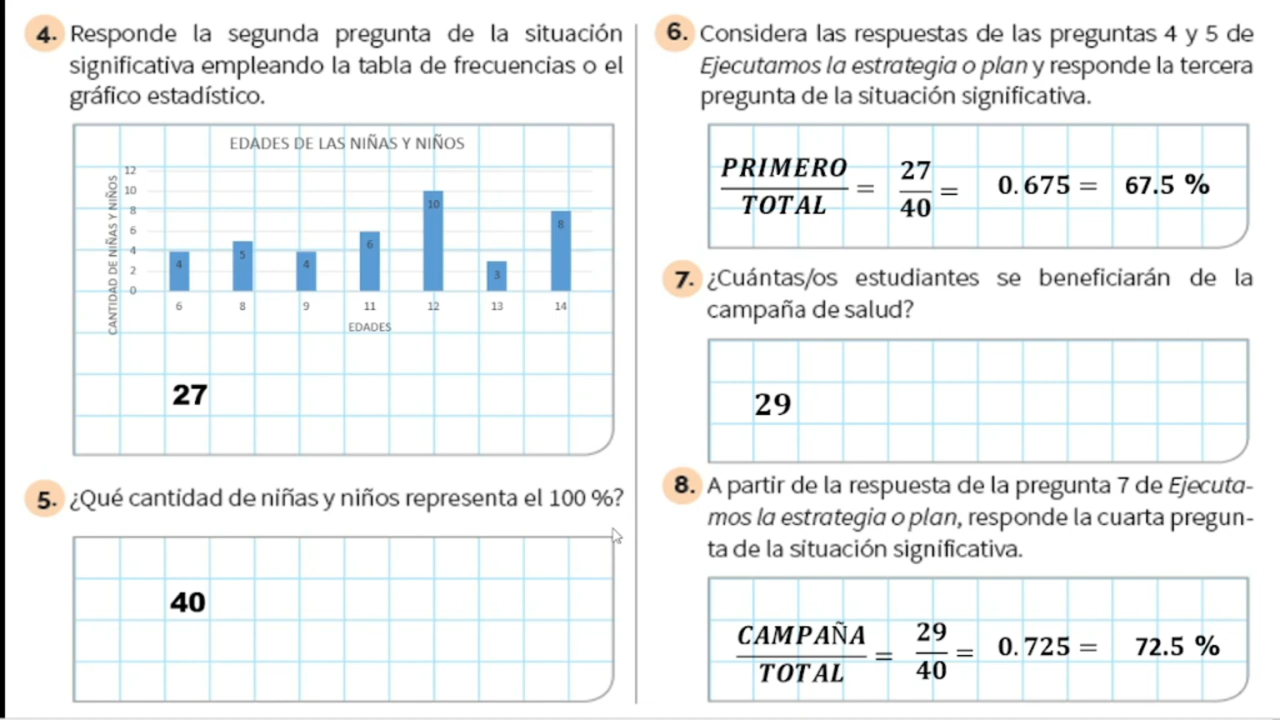 4. Responde la segunda pregunta de la situación
significativa empleando la tabla de frecuencias o el
gráfico estadístico.
EDADES DE LAS NIÑAS Y NIÑOS
CANTIDAD DE NIÑAS Y NIÑOS
12
10
8
6
4
2
0
4 5 4 6 10 3 8
6 8 9 11 12 13 14
EDADES
27
5. ¿Qué cantidad de niñas y niños representa el 100 %?
40
6. Considera las respuestas de las preguntas 4 y 5 de
Ejecutamos la estrategia o plan y responde la tercera
pregunta de la situación significativa.
PRIMERO/TOTAL = 27/40 = 0.675 = 67.5 %
7. ¿Cuántas/os estudiantes se beneficiarán de la
campaña de salud?
29
8. A partir de la respuesta de la pregunta 7 de Ejecuta-
mos la estrategia o plan, responde la cuarta pregun-
ta de la situación significativa.
CAMPAÑA/TOTAL = 29/40 = 0.725 = 72.5 %